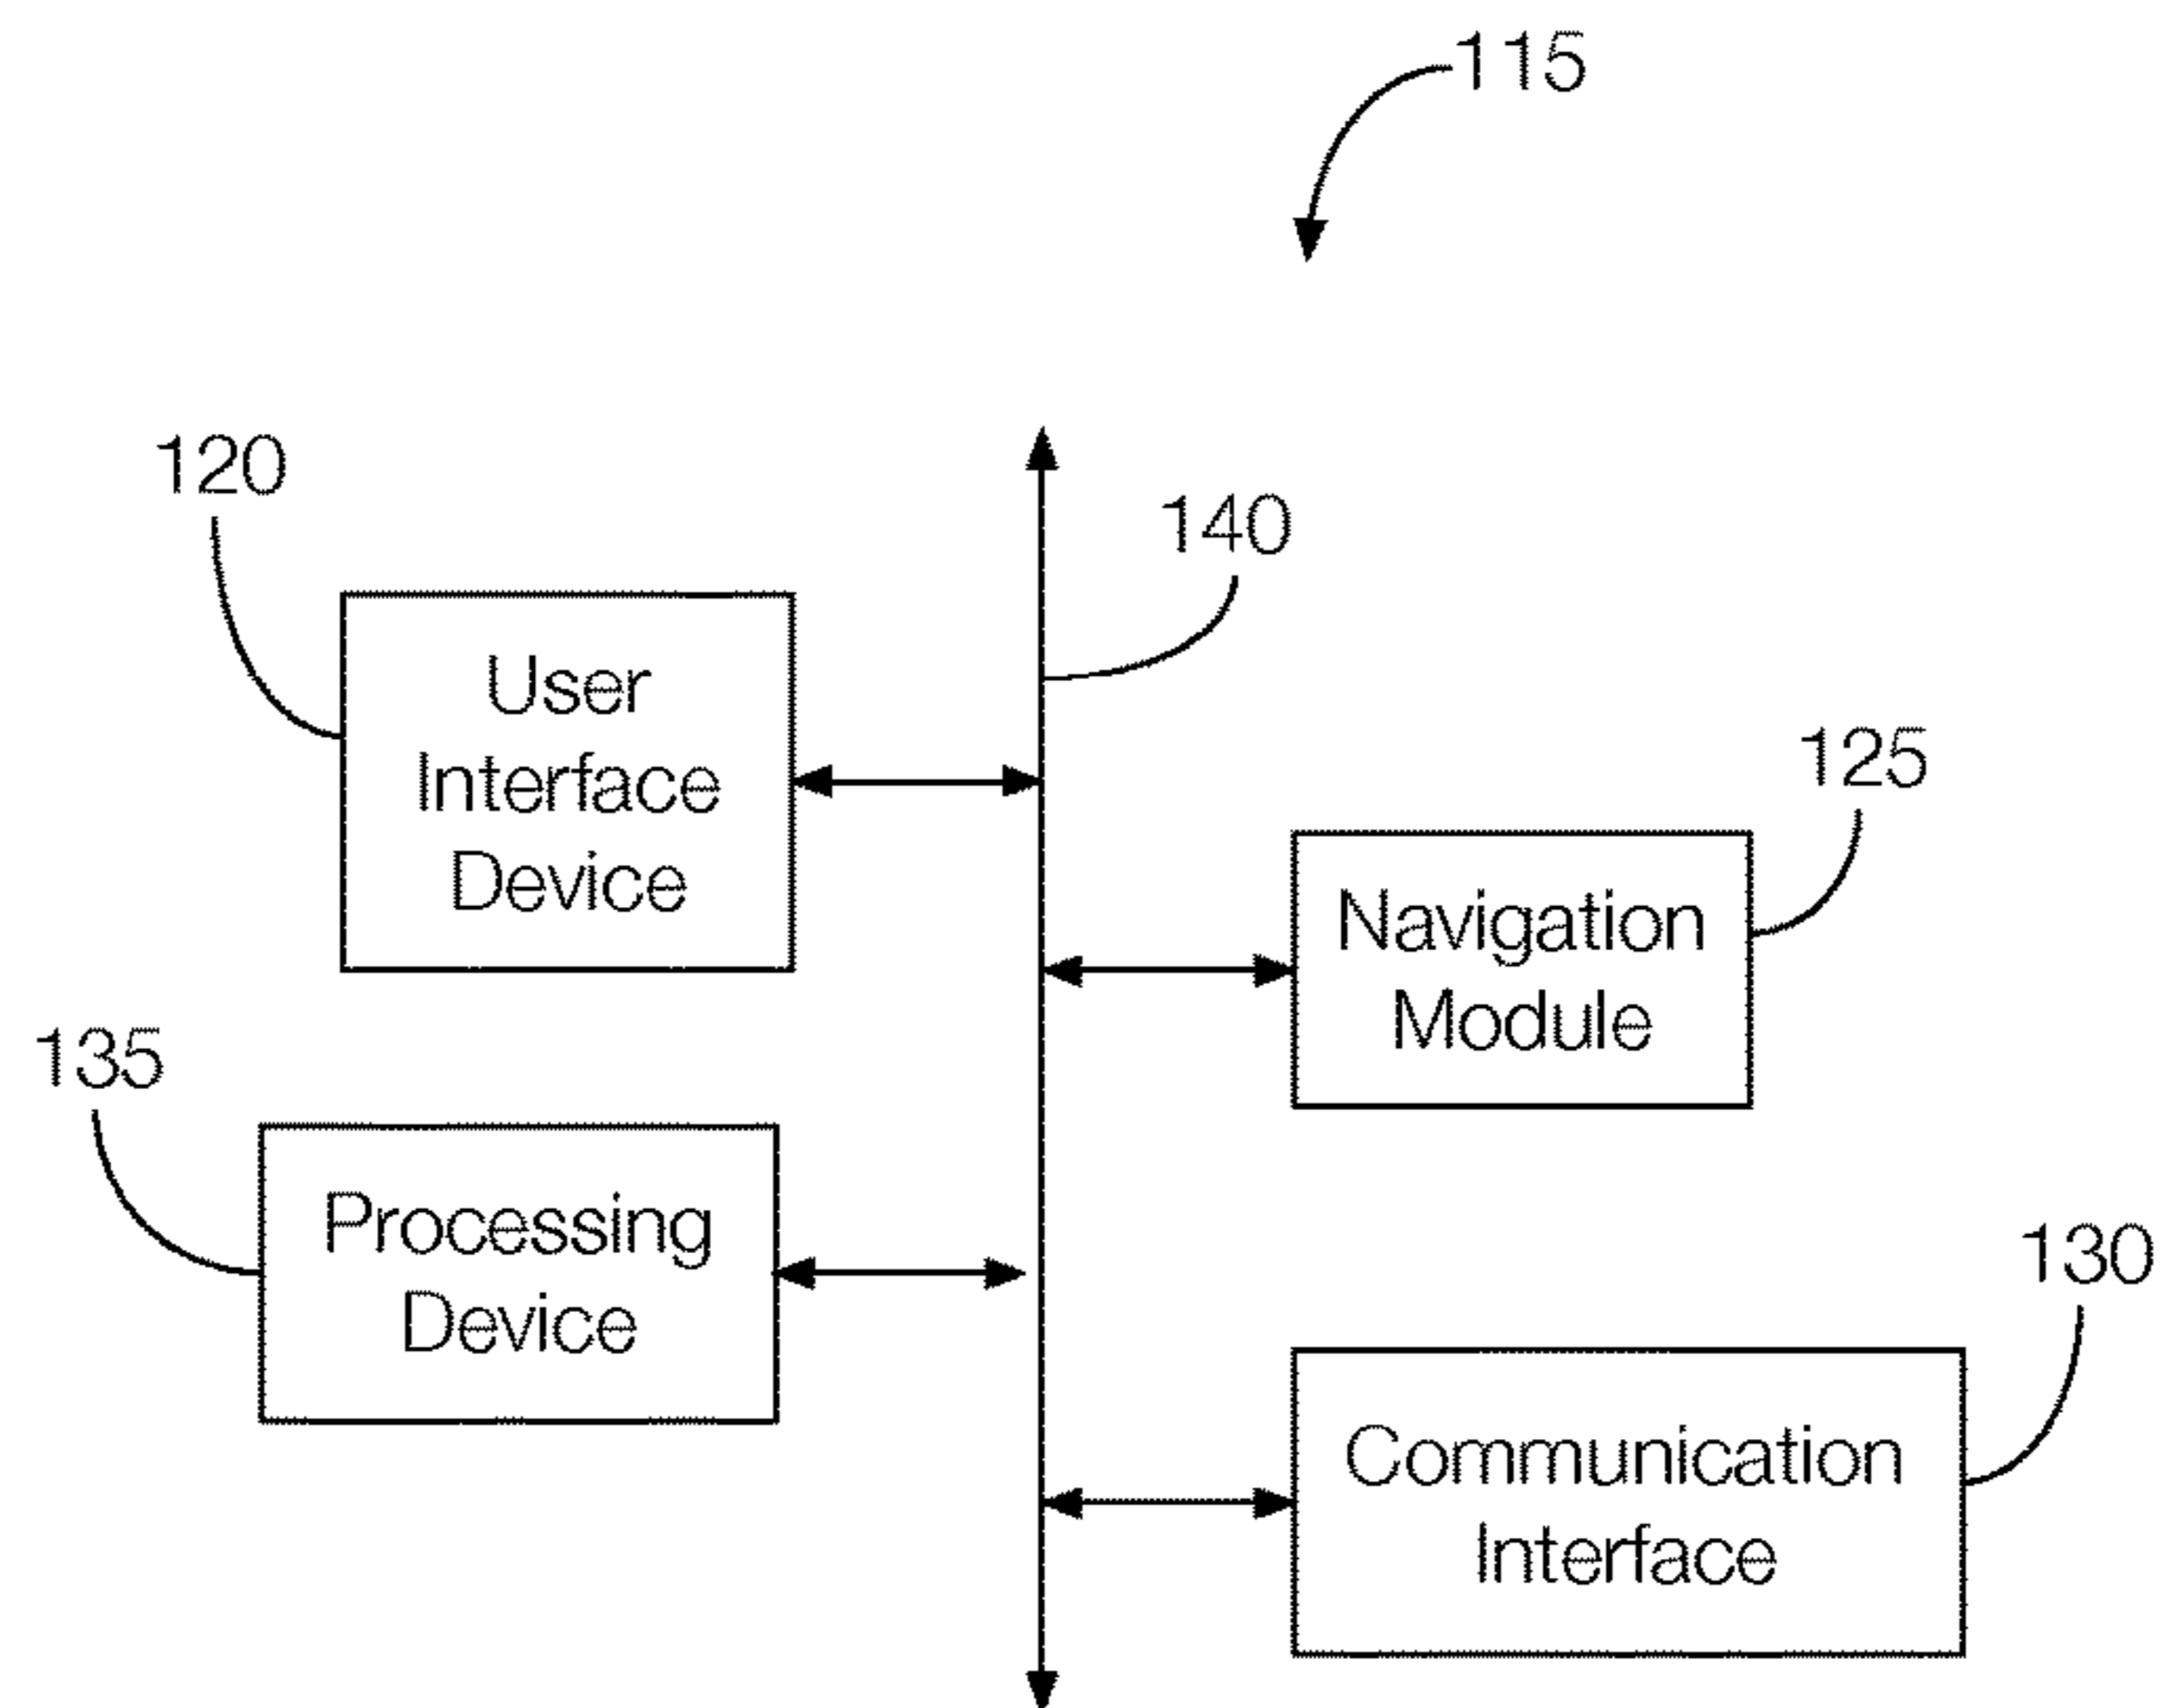 115
120
140
User
Interface
Device
125
Navigation
Module
135
Processing
Device
130
Communication
Interface